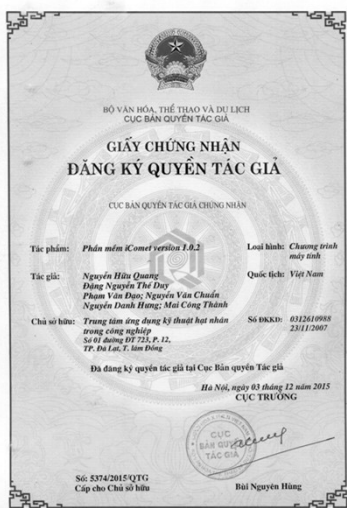 BỘ VĂN HÓA, THỂ THAO VÀ DU LỊCH
CỤC BẢN QUYỀN TÁC GIẢ
GIẤY CHỨNG NHẬN
ĐĂNG KÝ QUYỀN TÁC GIẢ
CỤC BẢN QUYỀN TÁC GIẢ CHỨNG NHẬN
Tác phẩm: Phần mềm iComet version 1.0.2 Loại hình: Chương trình
máy tính
Tác giả: Nguyễn Hữu Quang Quốc tịch: Việt Nam
Đặng Nguyễn Thế Duy
Phạm Văn Đạo; Nguyễn Văn Chuẩn
Nguyễn Danh Hưng; Mai Công Thành
Chủ sở hữu: Trung tâm ứng dụng kỹ thuật hạt nhân Số ĐKKD: 0312610988
trong công nghiệp 23/11/2007
Số 01 đường ĐT 723, P. 12,
TP. Đà Lạt, T. lâm Đồng
Đã đăng ký quyền tác giả tại Cục Bản quyền Tác giả
Hà Nội, ngày 03 tháng 12 năm 2015
CỤC TRƯỞNG
CỤC
BẢN QUYỀN
TÁC GIẢ
Số: 5374/2015/QTG
Cấp cho Chủ sở hữu Bùi Nguyên Hùng